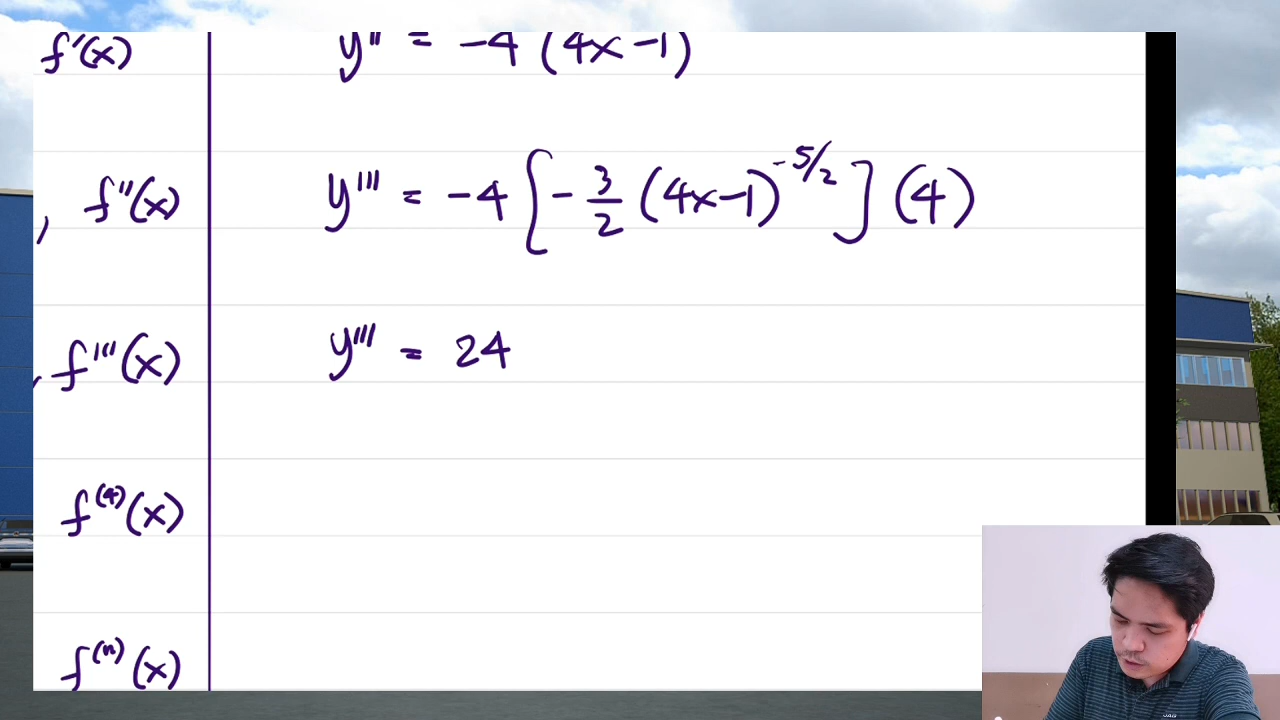 f'(x)
y'' = -4 (4x-1)
, f''(x)
y''' = -4 [-3/2 (4x-1)^-5/2] (4)
, f'''(x)
y''' = 24
f^(4)(x)
f^(n)(x)